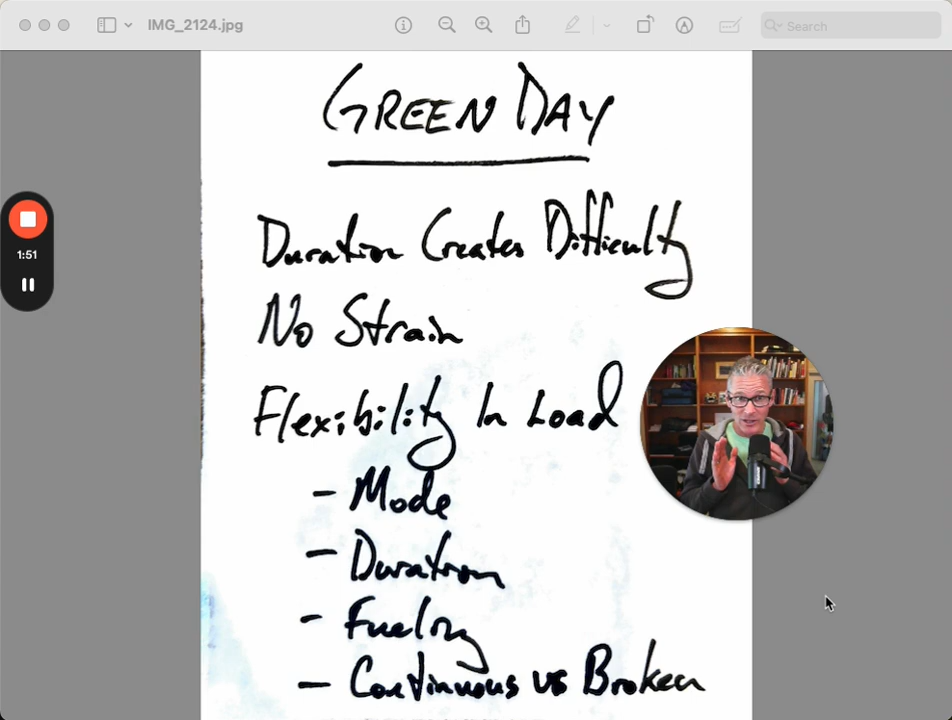 IMG_2124.jpg
Search
GREEN DAY
Duration Creates Difficulty
No Strain
Flexibility In Load
- Mode
- Duration
- Fueling
- Continuous vs Broken
1:51